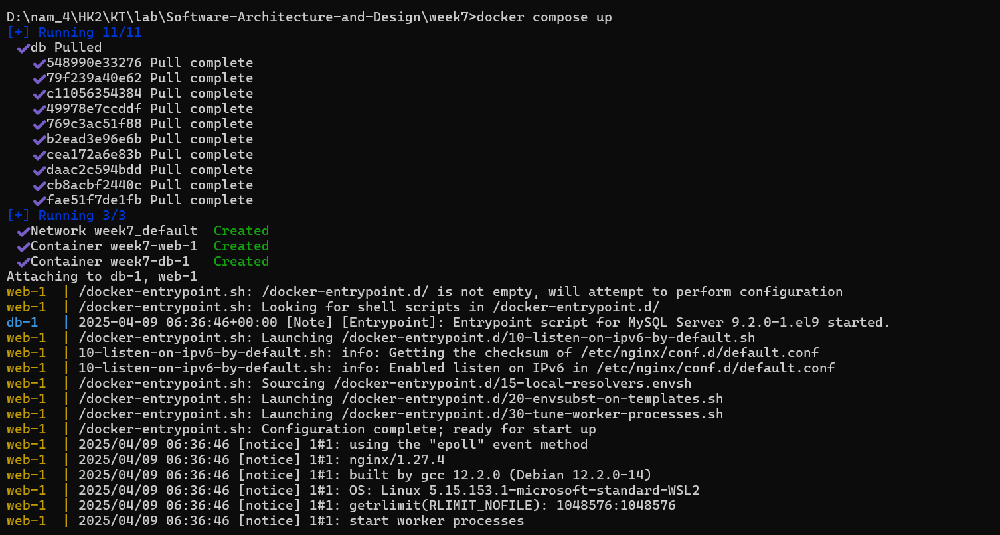 D:\nam_4\HK2\KT\lab\Software-Architecture-and-Design\week7>docker compose up
[+] Running 11/11
✔db Pulled
✔548990e33276 Pull complete
✔79f239a40e62 Pull complete
✔c11056354384 Pull complete
✔49978e7ccddf Pull complete
✔769c3ac51f88 Pull complete
✔b2ead3e96e6b Pull complete
✔cea172a6e83b Pull complete
✔daac2c594bdd Pull complete
✔cb8acbf2440c Pull complete
✔fae51f7de1fb Pull complete
[+] Running 3/3
✔Network week7_default  Created
✔Container week7-web-1  Created
✔Container week7-db-1   Created
Attaching to db-1, web-1
web-1  | /docker-entrypoint.sh: /docker-entrypoint.d/ is not empty, will attempt to perform configuration
web-1  | /docker-entrypoint.sh: Looking for shell scripts in /docker-entrypoint.d/
db-1   | 2025-04-09 06:36:46+00:00 [Note] [Entrypoint]: Entrypoint script for MySQL Server 9.2.0-1.el9 started.
web-1  | /docker-entrypoint.sh: Launching /docker-entrypoint.d/10-listen-on-ipv6-by-default.sh
web-1  | 10-listen-on-ipv6-by-default.sh: info: Getting the checksum of /etc/nginx/conf.d/default.conf
web-1  | 10-listen-on-ipv6-by-default.sh: info: Enabled listen on IPv6 in /etc/nginx/conf.d/default.conf
web-1  | /docker-entrypoint.sh: Sourcing /docker-entrypoint.d/15-local-resolvers.envsh
web-1  | /docker-entrypoint.sh: Launching /docker-entrypoint.d/20-envsubst-on-templates.sh
web-1  | /docker-entrypoint.sh: Launching /docker-entrypoint.d/30-tune-worker-processes.sh
web-1  | /docker-entrypoint.sh: Configuration complete; ready for start up
web-1  | 2025/04/09 06:36:46 [notice] 1#1: using the "epoll" event method
web-1  | 2025/04/09 06:36:46 [notice] 1#1: nginx/1.27.4
web-1  | 2025/04/09 06:36:46 [notice] 1#1: built by gcc 12.2.0 (Debian 12.2.0-14)
web-1  | 2025/04/09 06:36:46 [notice] 1#1: OS: Linux 5.15.153.1-microsoft-standard-WSL2
web-1  | 2025/04/09 06:36:46 [notice] 1#1: getrlimit(RLIMIT_NOFILE): 1048576:1048576
web-1  | 2025/04/09 06:36:46 [notice] 1#1: start worker processes